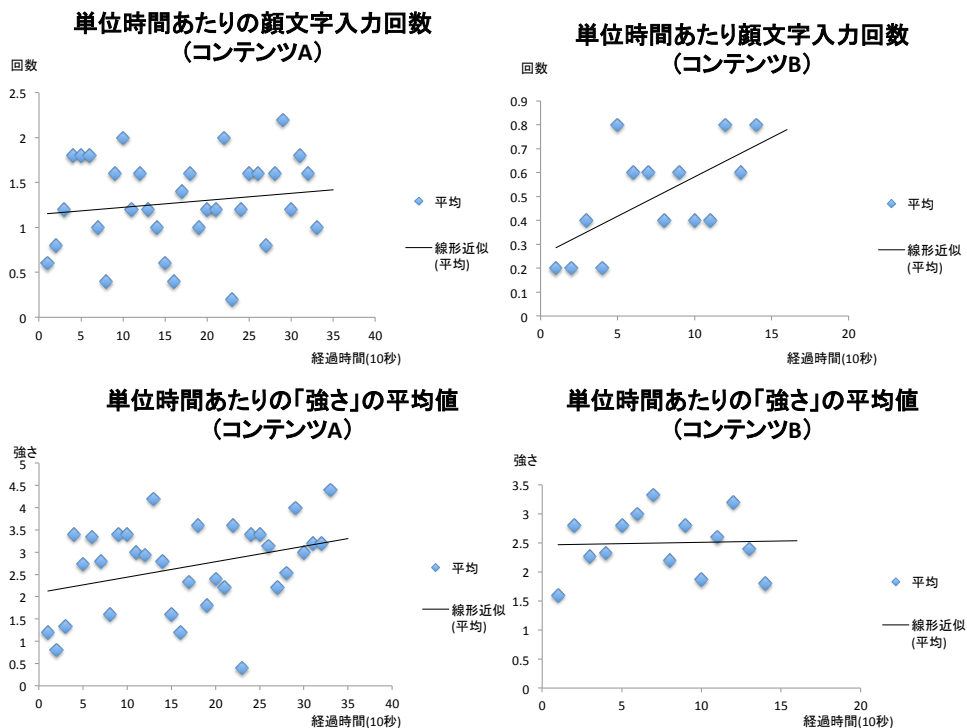 単位時間あたりの顔文字入力回数
（コンテンツA）
回数
2.5
2
1.5
1
0.5
0
0 5 10 15 20 25 30 35 40
経過時間(10秒)
平均
線形近似
(平均)
単位時間あたり顔文字入力回数
（コンテンツB）
回数
0.9
0.8
0.7
0.6
0.5
0.4
0.3
0.2
0.1
0
0 5 10 15 20
経過時間(10秒)
平均
線形近似
(平均)
単位時間あたりの「強さ」の平均値
（コンテンツA）
強さ
5
4.5
4
3.5
3
2.5
2
1.5
1
0.5
0
0 5 10 15 20 25 30 35 40
経過時間(10秒)
平均
線形近似
(平均)
単位時間あたりの「強さ」の平均値
（コンテンツB）
強さ
3.5
3
2.5
2
1.5
1
0.5
0
0 5 10 15 20
経過時間(10秒)
平均
線形近似
(平均)